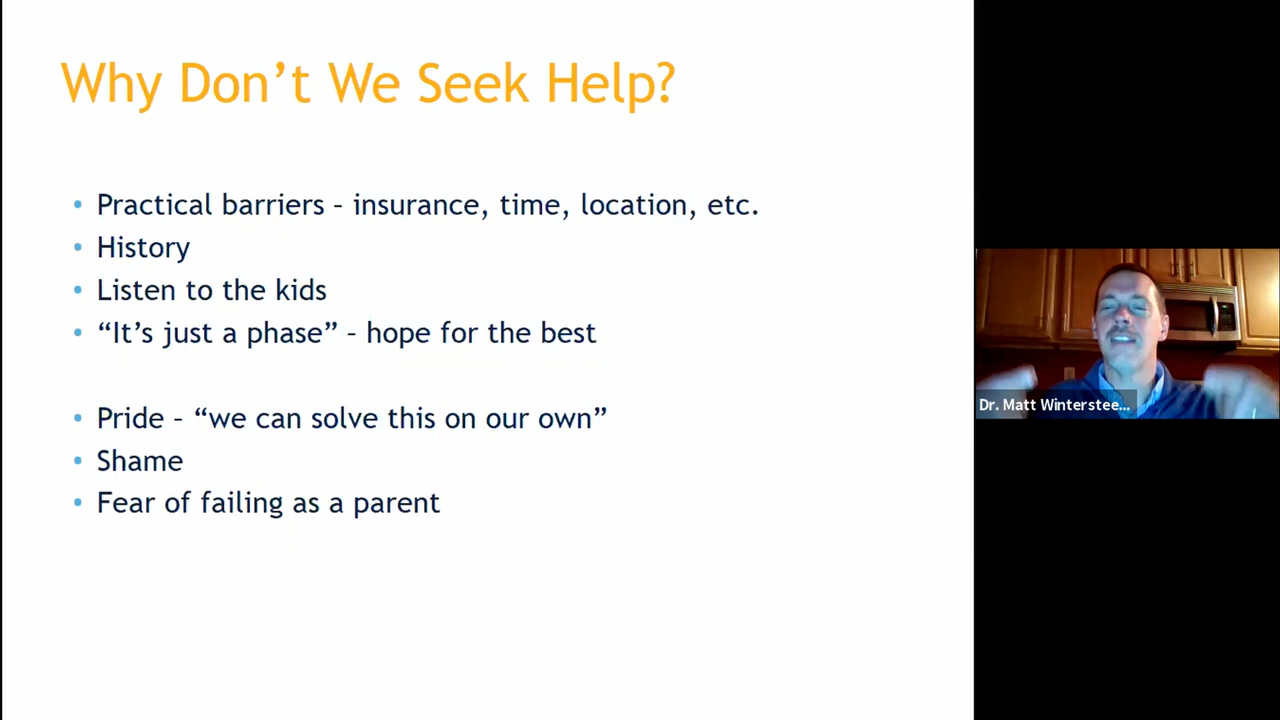 Why Don’t We Seek Help?
• Practical barriers – insurance, time, location, etc.
• History
• Listen to the kids
• “It’s just a phase” – hope for the best
• Pride – “we can solve this on our own”
• Shame
• Fear of failing as a parent
Dr. Matt Winterstee...